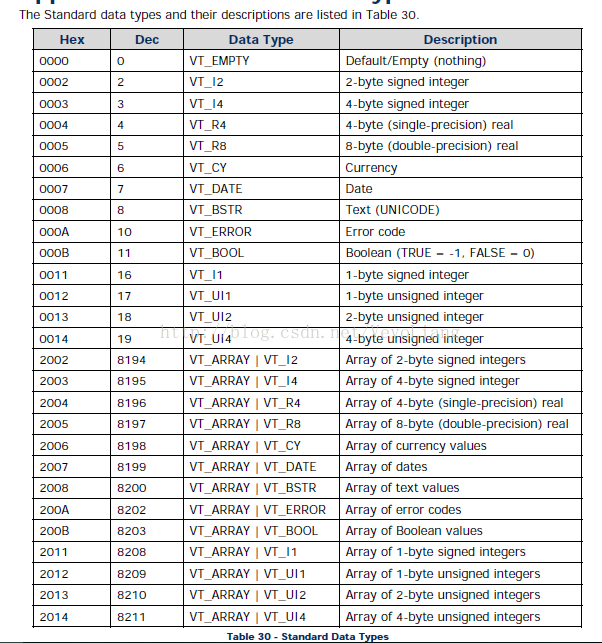 The Standard data types and their descriptions are listed in Table 30.
Hex Dec Data Type Description
0000 0 VT_EMPTY Default/Empty (nothing)
0002 2 VT_I2 2-byte signed integer
0003 3 VT_I4 4-byte signed integer
0004 4 VT_R4 4-byte (single-precision) real
0005 5 VT_R8 8-byte (double-precision) real
0006 6 VT_CY Currency
0007 7 VT_DATE Date
0008 8 VT_BSTR Text (UNICODE)
000A 10 VT_ERROR Error code
000B 11 VT_BOOL Boolean (TRUE = -1, FALSE = 0)
0011 16 VT_I1 1-byte signed integer
0012 17 VT_UI1 1-byte unsigned integer
0013 18 VT_UI2 2-byte unsigned integer
0014 19 VT_UI4 4-byte unsigned integer
2002 8194 VT_ARRAY | VT_I2 Array of 2-byte signed integers
2003 8195 VT_ARRAY | VT_I4 Array of 4-byte signed integer
2004 8196 VT_ARRAY | VT_R4 Array of 4-byte (single-precision) real
2005 8197 VT_ARRAY | VT_R8 Array of 8-byte (double-precision) real
2006 8198 VT_ARRAY | VT_CY Array of currency values
2007 8199 VT_ARRAY | VT_DATE Array of dates
2008 8200 VT_ARRAY | VT_BSTR Array of text values
200A 8202 VT_ARRAY | VT_ERROR Array of error codes
200B 8203 VT_ARRAY | VT_BOOL Array of Boolean values
2011 8208 VT_ARRAY | VT_I1 Array of 1-byte signed integers
2012 8209 VT_ARRAY | VT_UI1 Array of 1-byte unsigned integers
2013 8210 VT_ARRAY | VT_UI2 Array of 2-byte unsigned integers
2014 8211 VT_ARRAY | VT_UI4 Array of 4-byte unsigned integers
Table 30 - Standard Data Types